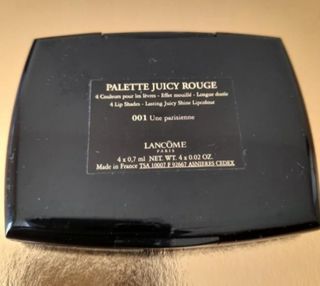 PALETTE JUICY ROUGE
4 Couleurs pour les lèvres - Effet mouillé - Longue durée
4 Lip Shades - Lasting Juicy Shine Lipcolour
001 Une parisienne
LANCÔME
PARIS
4 x 0,7 ml NET. WT. 4 x 0.02 OZ.
Made in France TSA 10007 F 92667 ASNIERES CEDEX